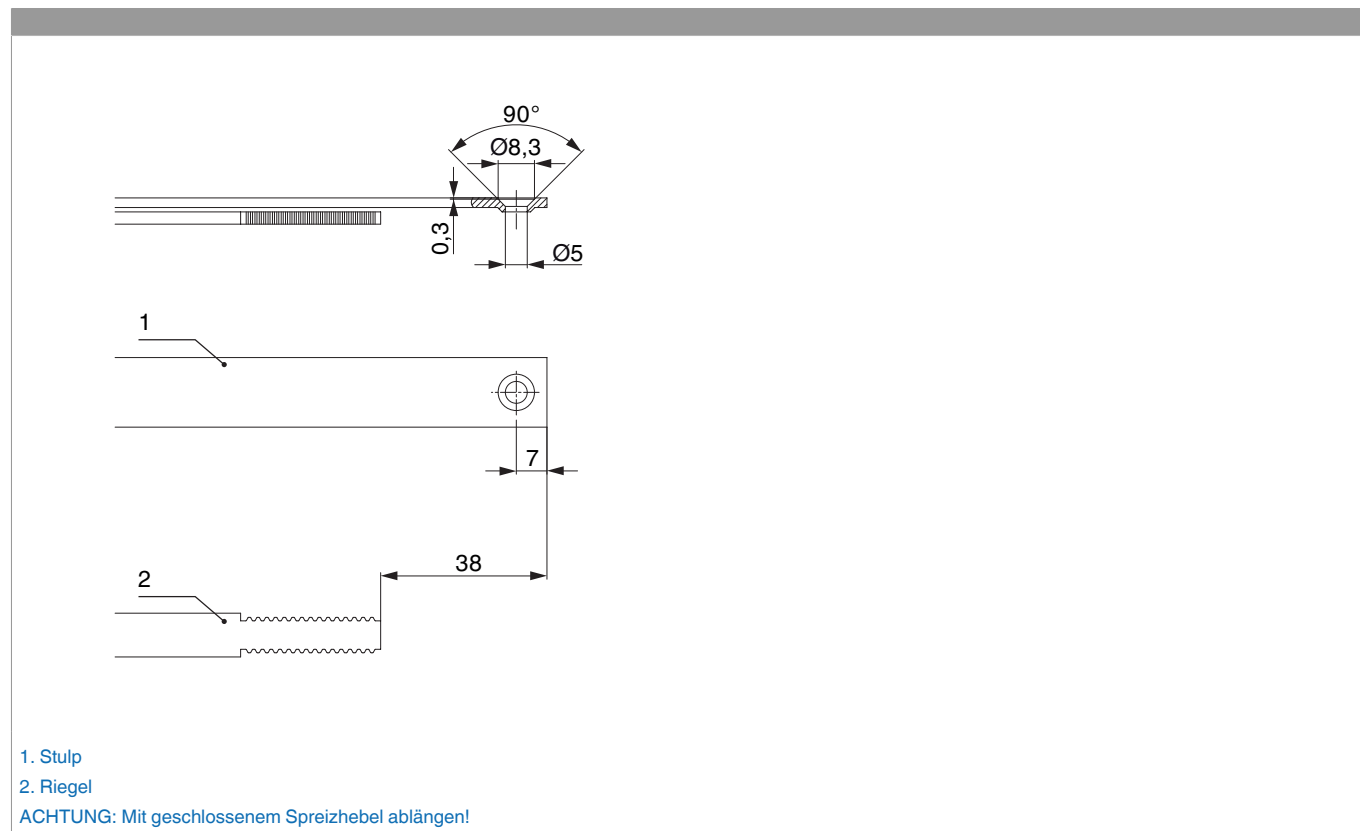 90°
Ø8,3
0,3
Ø5
1
7
38
2
1. Stulp
2. Riegel
ACHTUNG: Mit geschlossenem Spreizhebel ablängen!